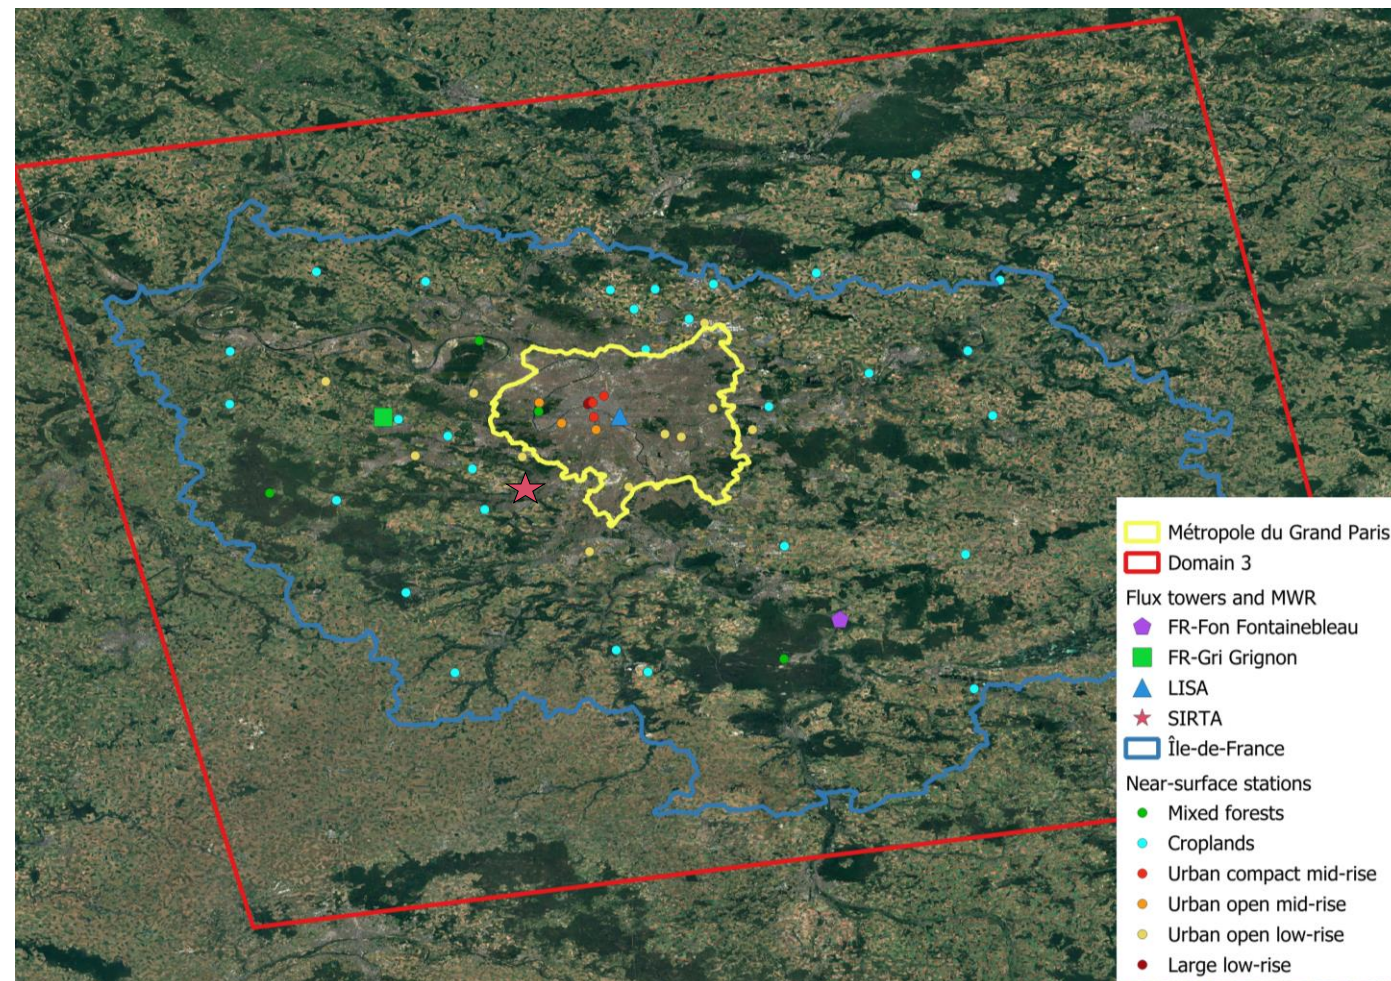 Métropole du Grand Paris
Domain 3
Flux towers and MWR
FR-Fon Fontainebleau
FR-Gri Grignon
LISA
SIRTA
Île-de-France
Near-surface stations
Mixed forests
Croplands
Urban compact mid-rise
Urban open mid-rise
Urban open low-rise
Large low-rise